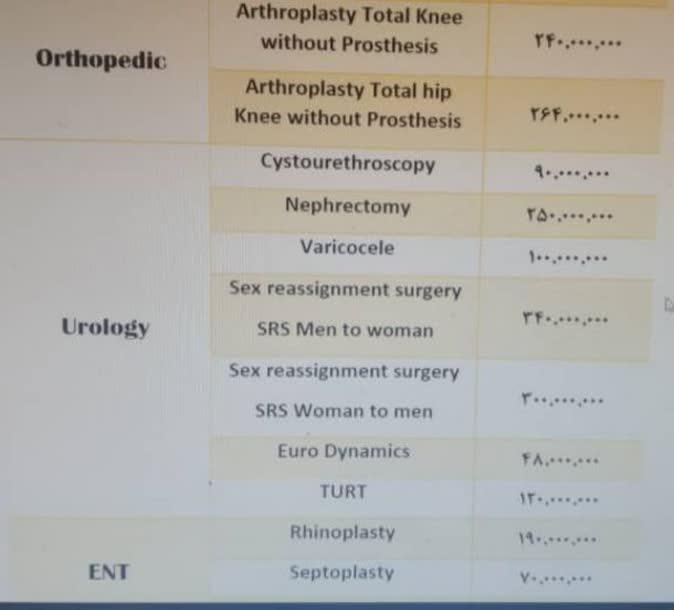 Orthopedic
Arthroplasty Total Knee
without Prosthesis
۲۴۰,۰۰۰,۰۰۰
Arthroplasty Total hip
Knee without Prosthesis
۲۶۴,۰۰۰,۰۰۰
Urology
Cystourethroscopy
۹۰,۰۰۰,۰۰۰
Nephrectomy
۲۵۰,۰۰۰,۰۰۰
Varicocele
۱۰۰,۰۰۰,۰۰۰
Sex reassignment surgery
SRS Men to woman
۳۴۰,۰۰۰,۰۰۰
Sex reassignment surgery
SRS Woman to men
۳۰۰,۰۰۰,۰۰۰
Euro Dynamics
۴۸,۰۰۰,۰۰۰
TURT
۱۲۰,۰۰۰,۰۰۰
ENT
Rhinoplasty
۱۹۰,۰۰۰,۰۰۰
Septoplasty
۷۰,۰۰۰,۰۰۰